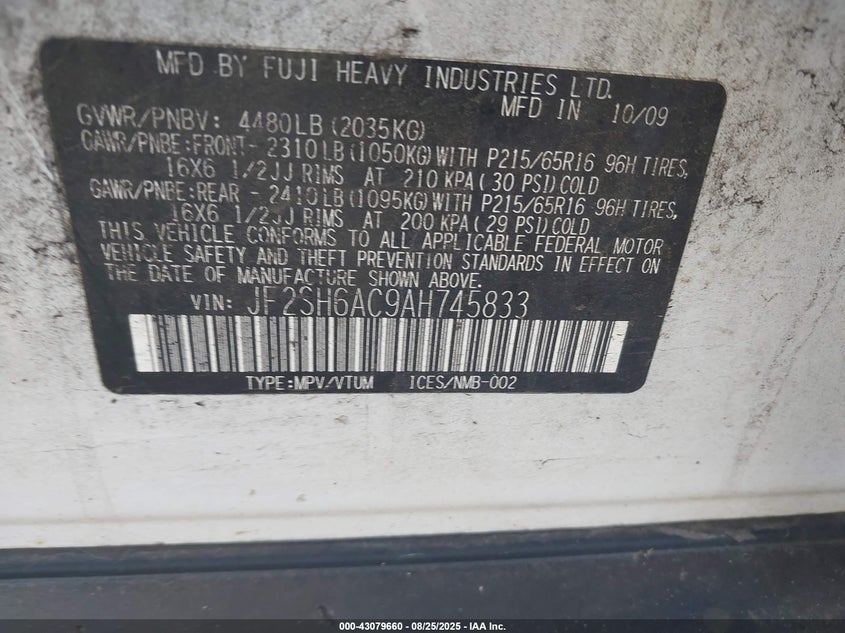 MFD BY FUJI HEAVY INDUSTRIES LTD.
MFD IN 10/09
GVWR/PNBV: 4480LB(2035KG)
GAWR/PNBE:FRONT- 2310LB(1050KG)WITH P215/65R16 96H TIRES,
16X6 1/2JJ RIMS AT 210 KPA(30 PSI)COLD
GAWR/PNBE:REAR - 2410LB(1095KG)WITH P215/65R16 96H TIRES,
16X6 1/2JJ RIMS AT 200 KPA(29 PSI)COLD
THIS VEHICLE CONFORMS TO ALL APPLICABLE FEDERAL MOTOR
VEHICLE SAFETY AND THEFT PREVENTION STANDARDS IN EFFECT ON
THE DATE OF MANUFACTURE SHOWN ABOVE.
VIN: JF2SH6AC9AH745833
TYPE:MPV/VTUM ICES/NMB-002
000-43079660 - 08/25/2025 - IAA Inc.